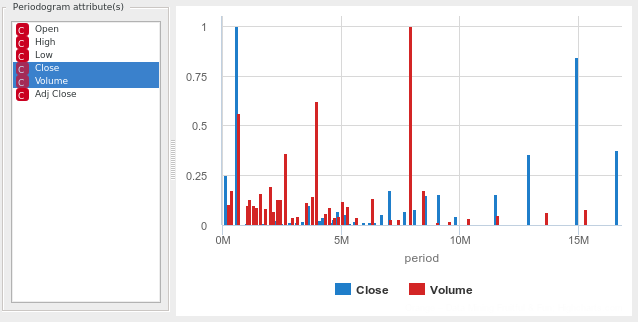 Periodogram attribute(s)
C Open
C High
C Low
C Close
C Volume
C Adj Close
1
0.75
0.5
0.25
0
0M 5M 10M 15M
period
Close Volume